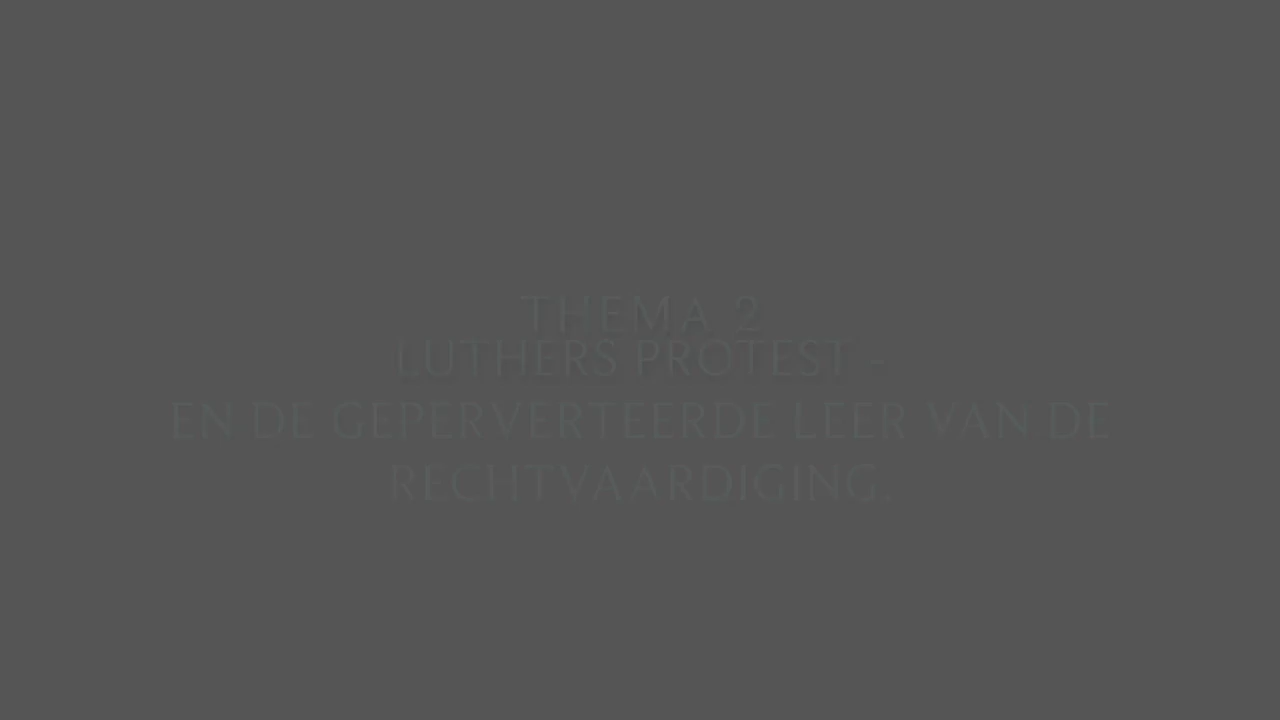 THEMA 2
LUTHERS PROTEST -
EN DE GEPERVERTEERDE LEER VAN DE
RECHTVAARDIGING.